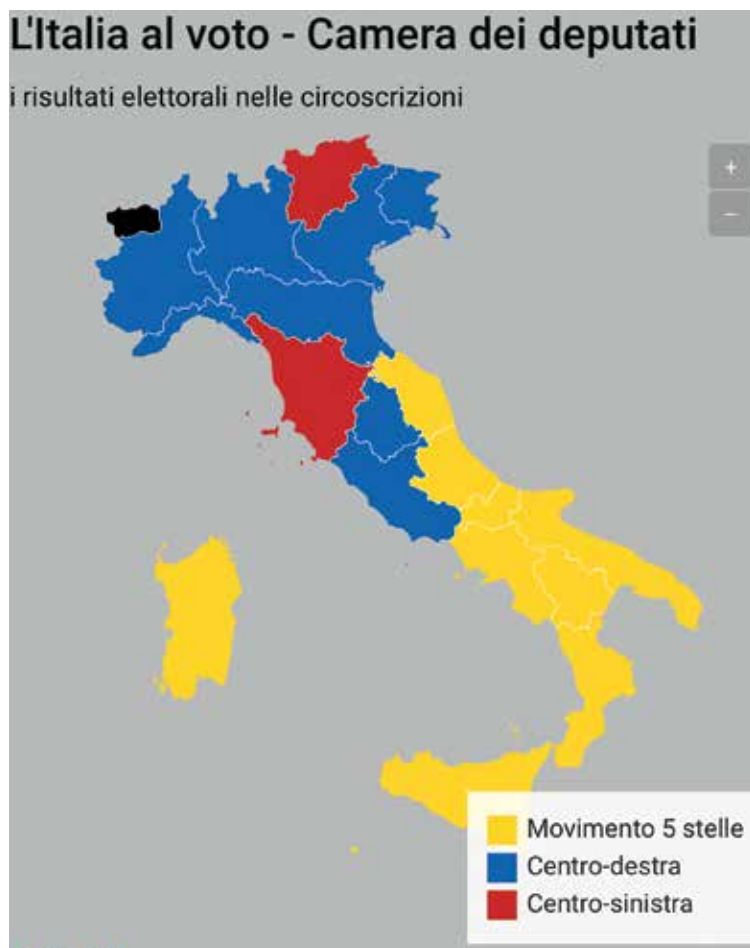 L'Italia al voto - Camera dei deputati
i risultati elettorali nelle circoscrizioni
+
−
Movimento 5 stelle
Centro-destra
Centro-sinistra